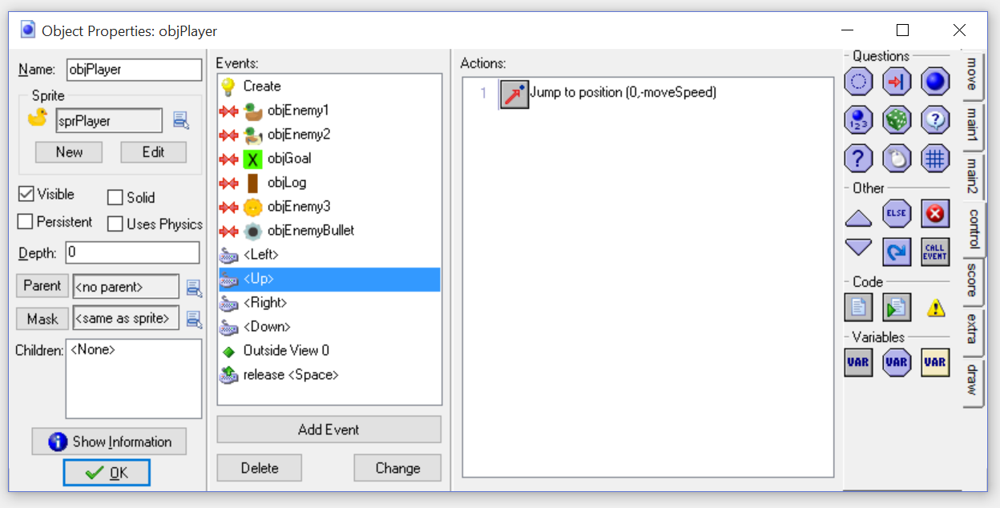 Object Properties: objPlayer
Name: objPlayer
Sprite
sprPlayer
New Edit
Visible Solid
Persistent Uses Physics
Depth: 0
Parent <no parent>
Mask <same as sprite>
Children: <None>
Show Information
OK
Events:
Create
objEnemy1
objEnemy2
X objGoal
objLog
objEnemy3
objEnemyBullet
<Left>
<Up>
<Right>
<Down>
Outside View 0
release <Space>
Add Event
Delete Change
Actions:
1 Jump to position (0,-moveSpeed)
Questions
1 2 3 ?
?
Other
ELSE
CALL EVENT
Code
Variables
VAR VAR VAR
move
main1
main2
control
score
extra
draw